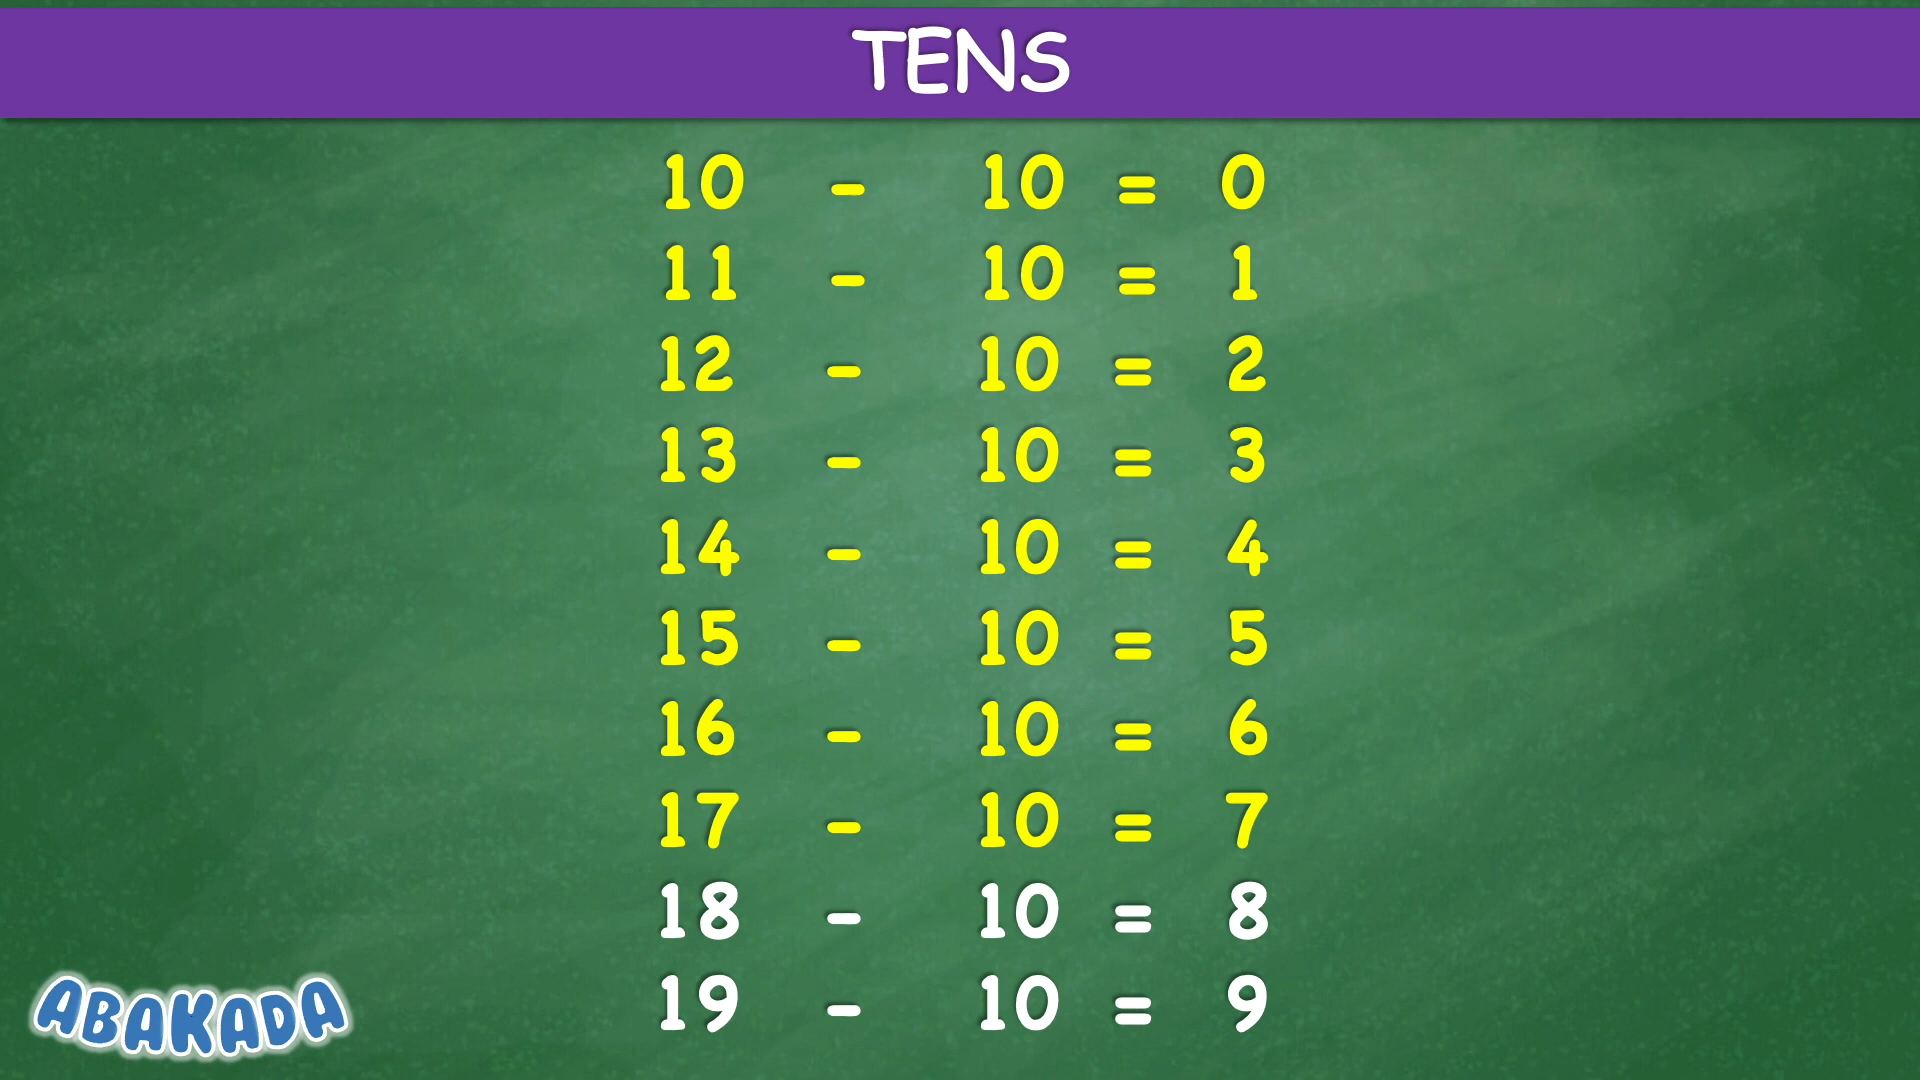 TENS
10 - 10 = 0
11 - 10 = 1
12 - 10 = 2
13 - 10 = 3
14 - 10 = 4
15 - 10 = 5
16 - 10 = 6
17 - 10 = 7
18 - 10 = 8
19 - 10 = 9
ABAKADA